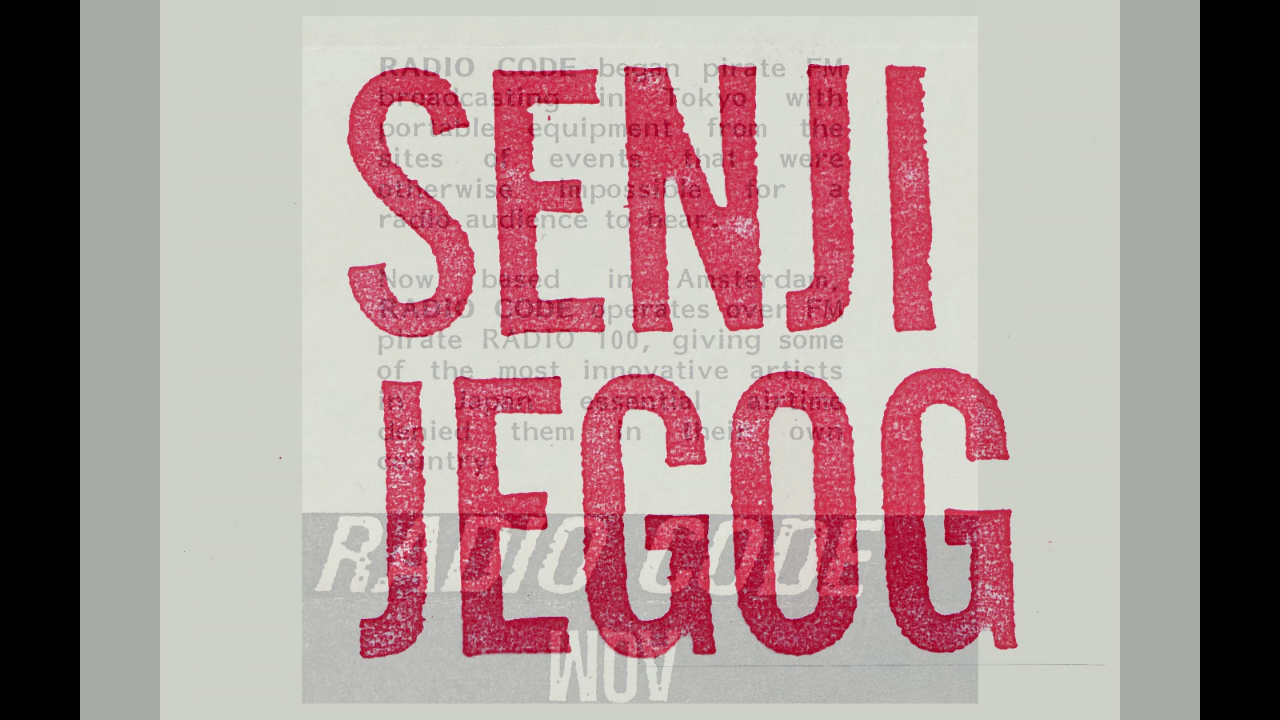 SENJI
JEGOG
RADIO CODE began pirate FM
broadcasting in Tokyo with
portable equipment from the
sites of events that were
otherwise impossible for a
radio audience to hear.
Now based in Amsterdam,
RADIO CODE operates over FM
pirate RADIO 100, giving some
of the most innovative artists
in Japan essential airtime
denied them in their own
country.
RADIO CODE